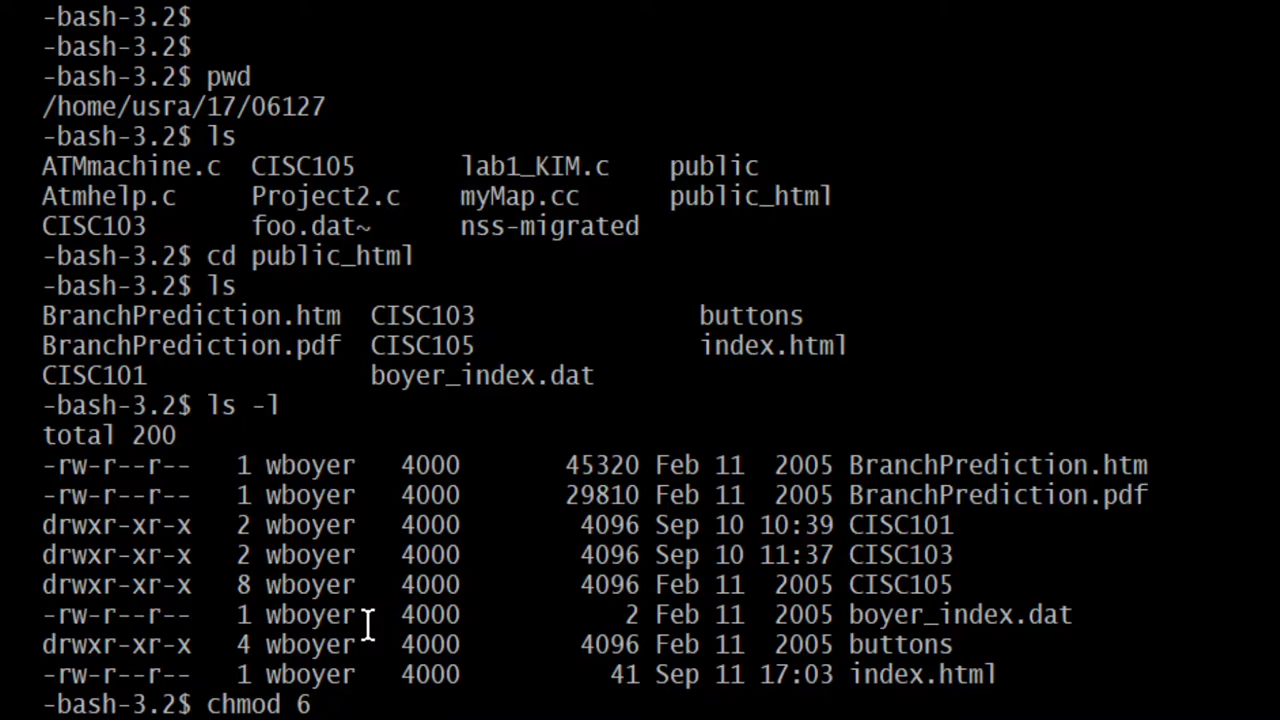 -bash-3.2$
-bash-3.2$
-bash-3.2$ pwd
/home/usra/17/06127
-bash-3.2$ ls
ATMmachine.c  CISC105       lab1_KIM.c    public
Atmhelp.c     Project2.c    myMap.cc      public_html
CISC103       foo.dat~      nss-migrated
-bash-3.2$ cd public_html
-bash-3.2$ ls
BranchPrediction.htm  CISC103               buttons
BranchPrediction.pdf  CISC105               index.html
CISC101               boyer_index.dat
-bash-3.2$ ls -l
total 200
-rw-r--r--   1 wboyer   4000         45320 Feb 11  2005 BranchPrediction.htm
-rw-r--r--   1 wboyer   4000         29810 Feb 11  2005 BranchPrediction.pdf
drwxr-xr-x   2 wboyer   4000          4096 Sep 10 10:39 CISC101
drwxr-xr-x   2 wboyer   4000          4096 Sep 10 11:37 CISC103
drwxr-xr-x   8 wboyer   4000          4096 Feb 11  2005 CISC105
-rw-r--r--   1 wboyer   4000             2 Feb 11  2005 boyer_index.dat
drwxr-xr-x   4 wboyer   4000          4096 Feb 11  2005 buttons
-rw-r--r--   1 wboyer   4000            41 Sep 11 17:03 index.html
-bash-3.2$ chmod 6